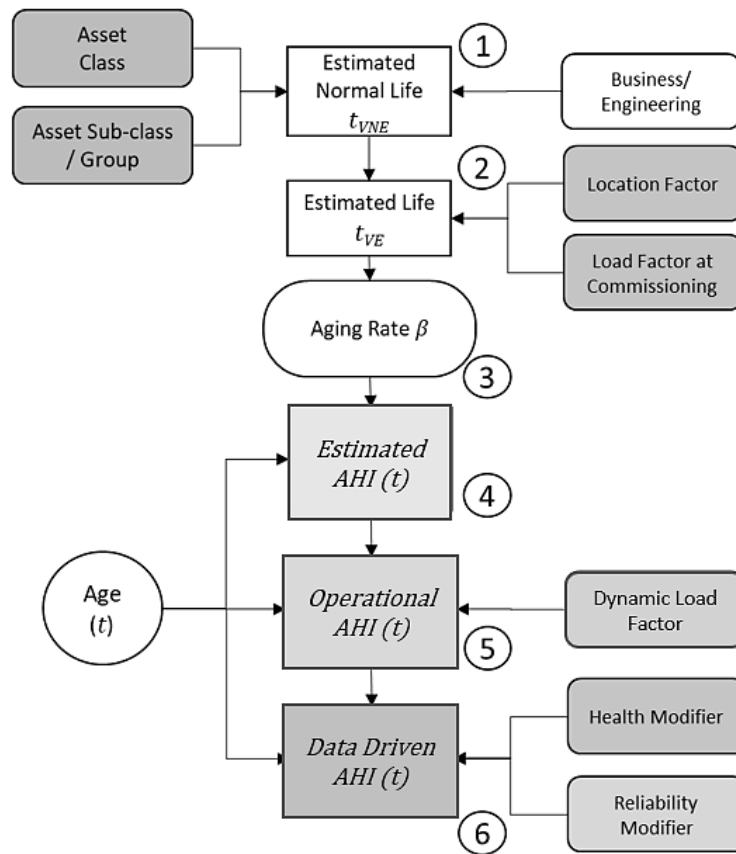 Asset
Class
Asset Sub-class
/ Group
Estimated
Normal Life
t_VNE
1
Business/
Engineering
2
Estimated Life
t_VE
Location Factor
Load Factor at
Commissioning
Aging Rate β
3
Estimated
AHI (t)
4
Age
(t)
Operational
AHI (t)
5
Dynamic Load
Factor
Data Driven
AHI (t)
6
Health Modifier
Reliability
Modifier